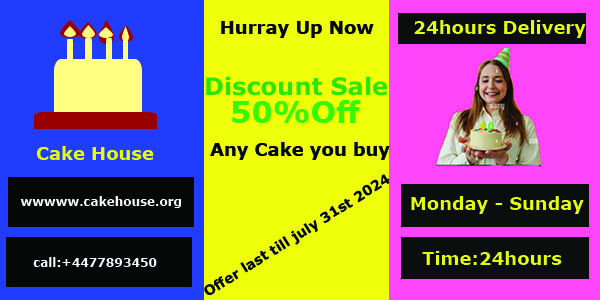 Cake House
wwwww.cakehouse.org
call:+4477893450
Hurray Up Now
Discount Sale
50%Off
Any Cake you buy
Offer last till july 31st 2024
24hours Delivery
Monday - Sunday
Time:24hours